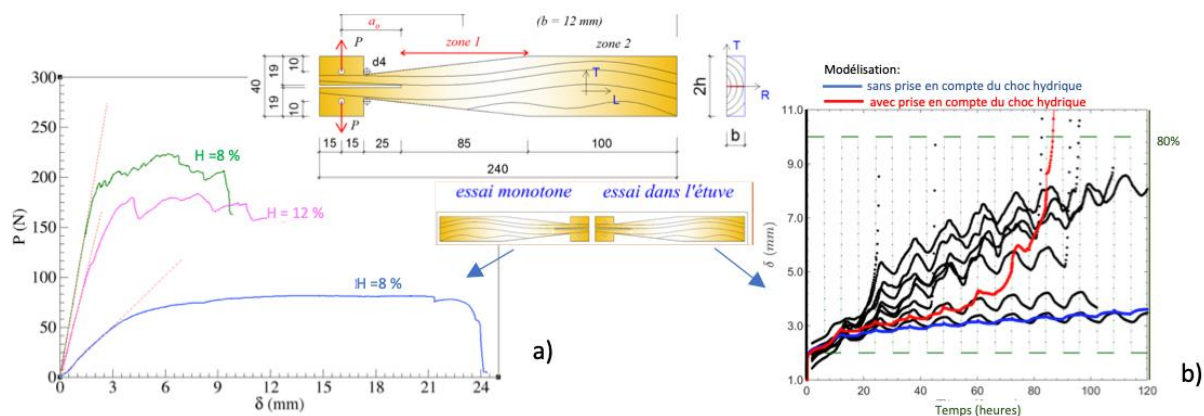 a₀
(b = 12 mm)
P
d4
zone 1
zone 2
T
L
T
R
40
19
19
10
10
2h
b
P
15
15
25
85
100
240
300
250
200
150
100
50
0
P (N)
H =8 %
H = 12 %
H=8 %
0
3
6
9
12
15
18
21
24
δ (mm)
a)
essai monotone
essai dans l'étuve
Modélisation:
sans prise en compte du choc hydrique
avec prise en compte du choc hydrique
11.0
9.0
7.0
5.0
3.0
1.0
δ (mm)
80%
0
20
40
60
80
100
120
Temps (heures)
b)